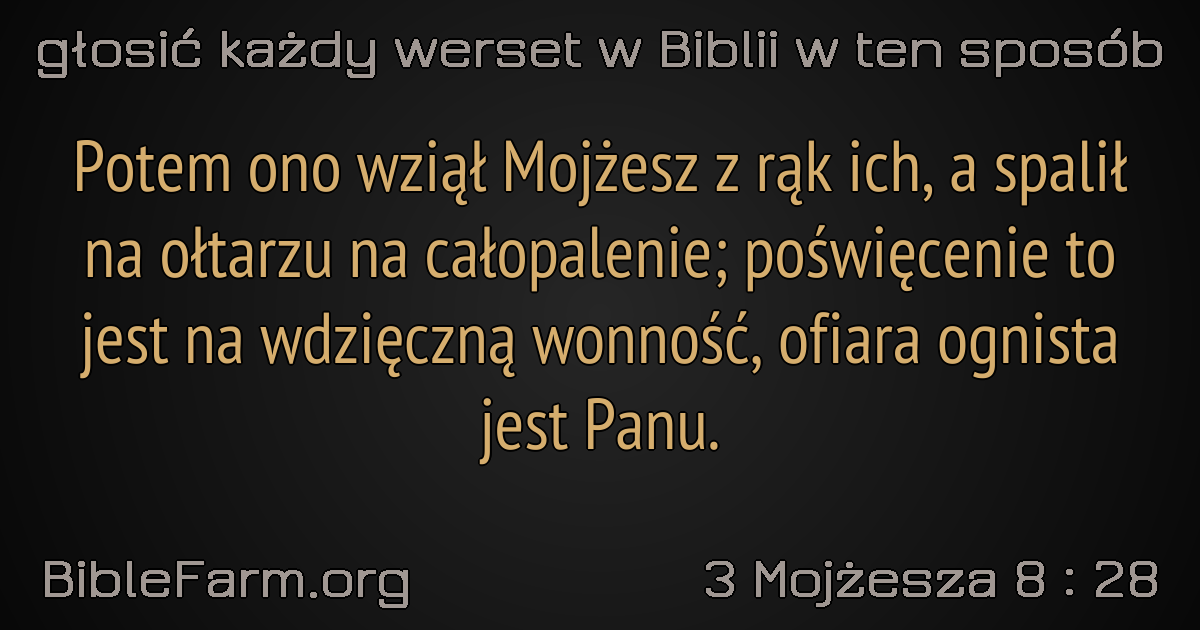 głosić każdy werset w Biblii w ten sposób
Potem ono wziął Mojżesz z rąk ich, a spalił
na ołtarzu na całopalenie; poświęcenie to
jest na wdzięczną wonność, ofiara ognista
jest Panu.
BibleFarm.org
3 Mojżesza 8 : 28